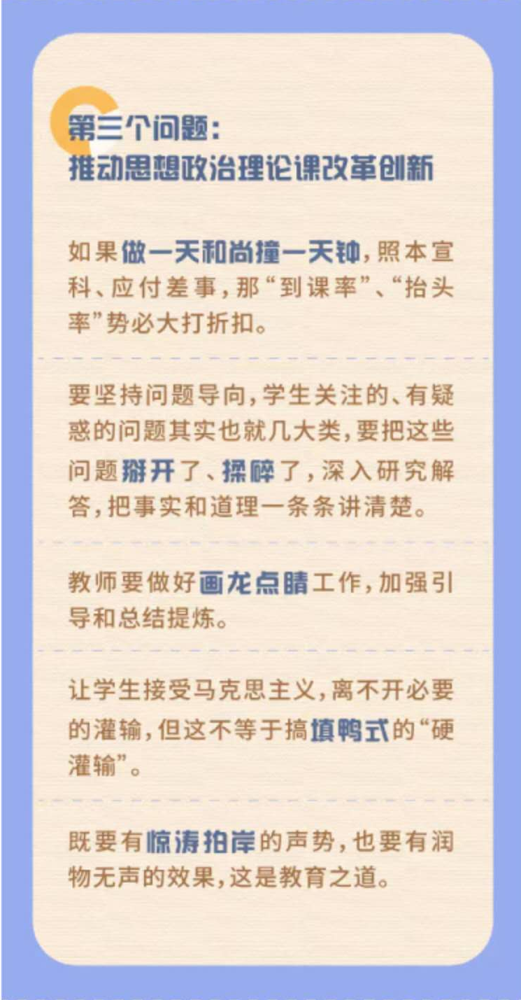 第三个问题：
推动思想政治理论课改革创新
如果做一天和尚撞一天钟，照本宣
科、应付差事，那“到课率”、“抬头
率”势必大打折扣。
要坚持问题导向，学生关注的、有疑
惑的问题其实也就几大类，要把这些
问题掰开了、揉碎了，深入研究解
答，把事实和道理一条条讲清楚。
教师要做好画龙点睛工作，加强引
导和总结提炼。
让学生接受马克思主义，离不开必要
的灌输，但这不等于搞填鸭式的“硬
灌输”。
既要有惊涛拍岸的声势，也要有润
物无声的效果，这是教育之道。